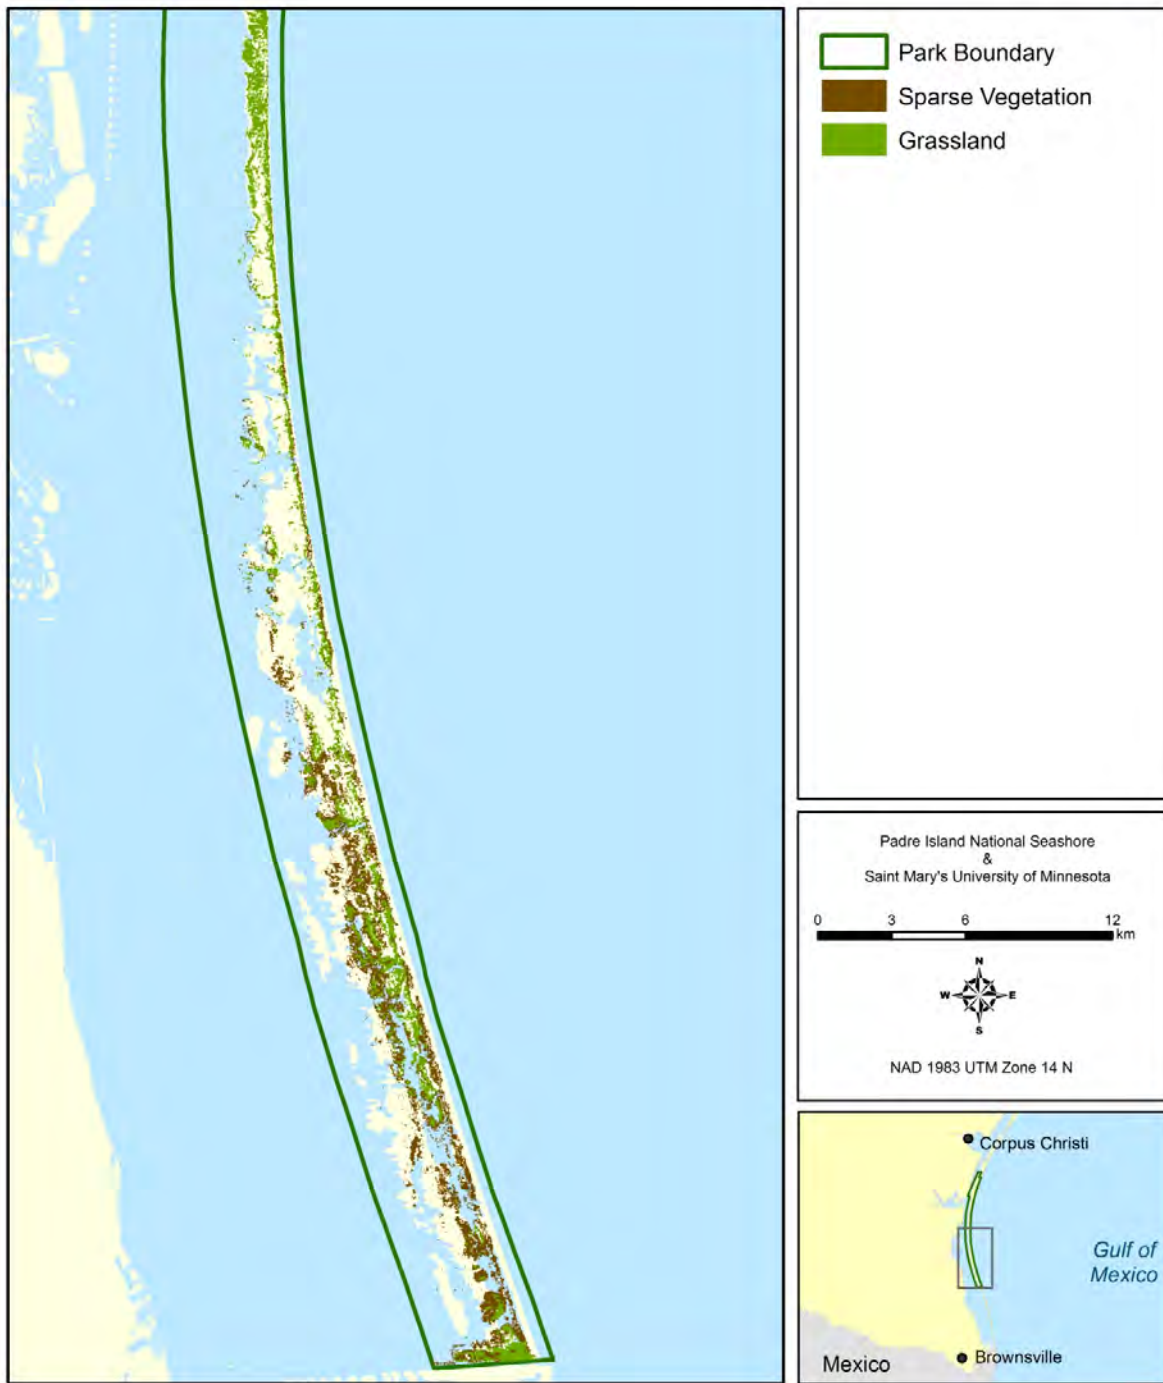 Park Boundary
Sparse Vegetation
Grassland
Padre Island National Seashore
&
Saint Mary's University of Minnesota
0 3 6 12
km
N
W E
S
NAD 1983 UTM Zone 14 N
Corpus Christi
Gulf of
Mexico
Brownsville
Mexico